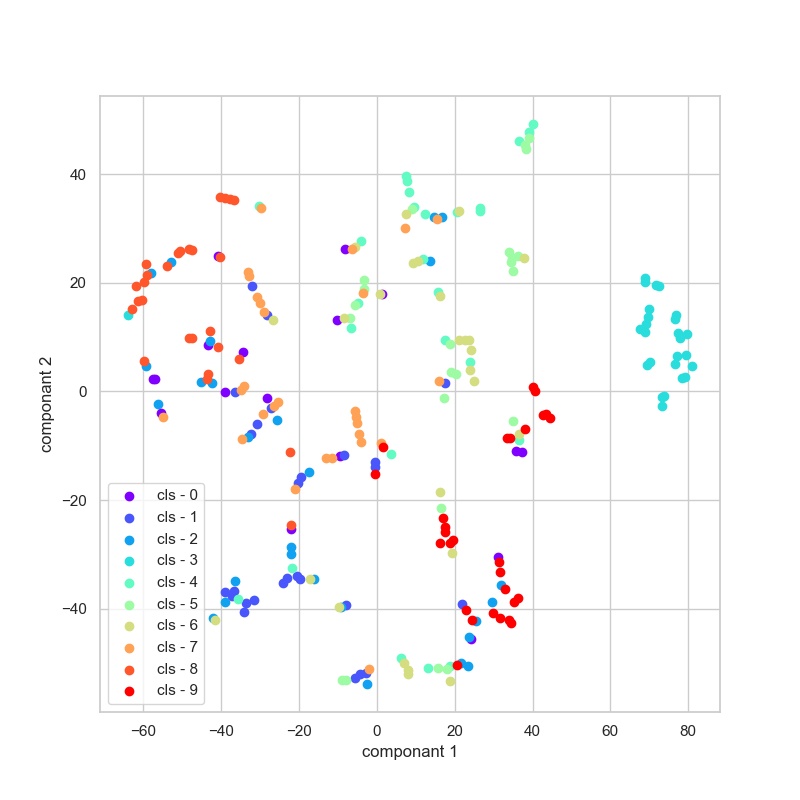 40
20
0
−20
−40
componant 2
cls - 0
cls - 1
cls - 2
cls - 3
cls - 4
cls - 5
cls - 6
cls - 7
cls - 8
cls - 9
−60 −40 −20 0 20 40 60 80
componant 1